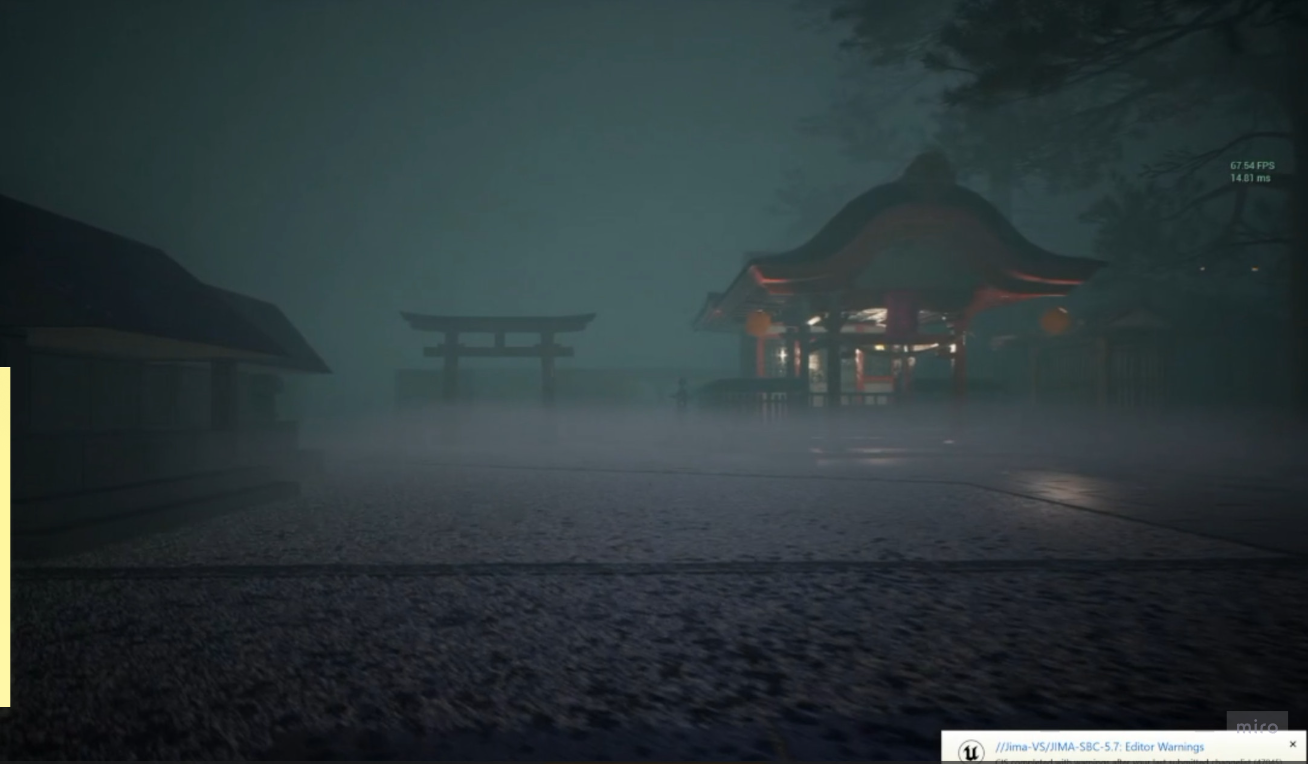 67.54 FPS
14.81 ms
miro
//Jima-VS/JIMA-SBC-5.7: Editor Warnings